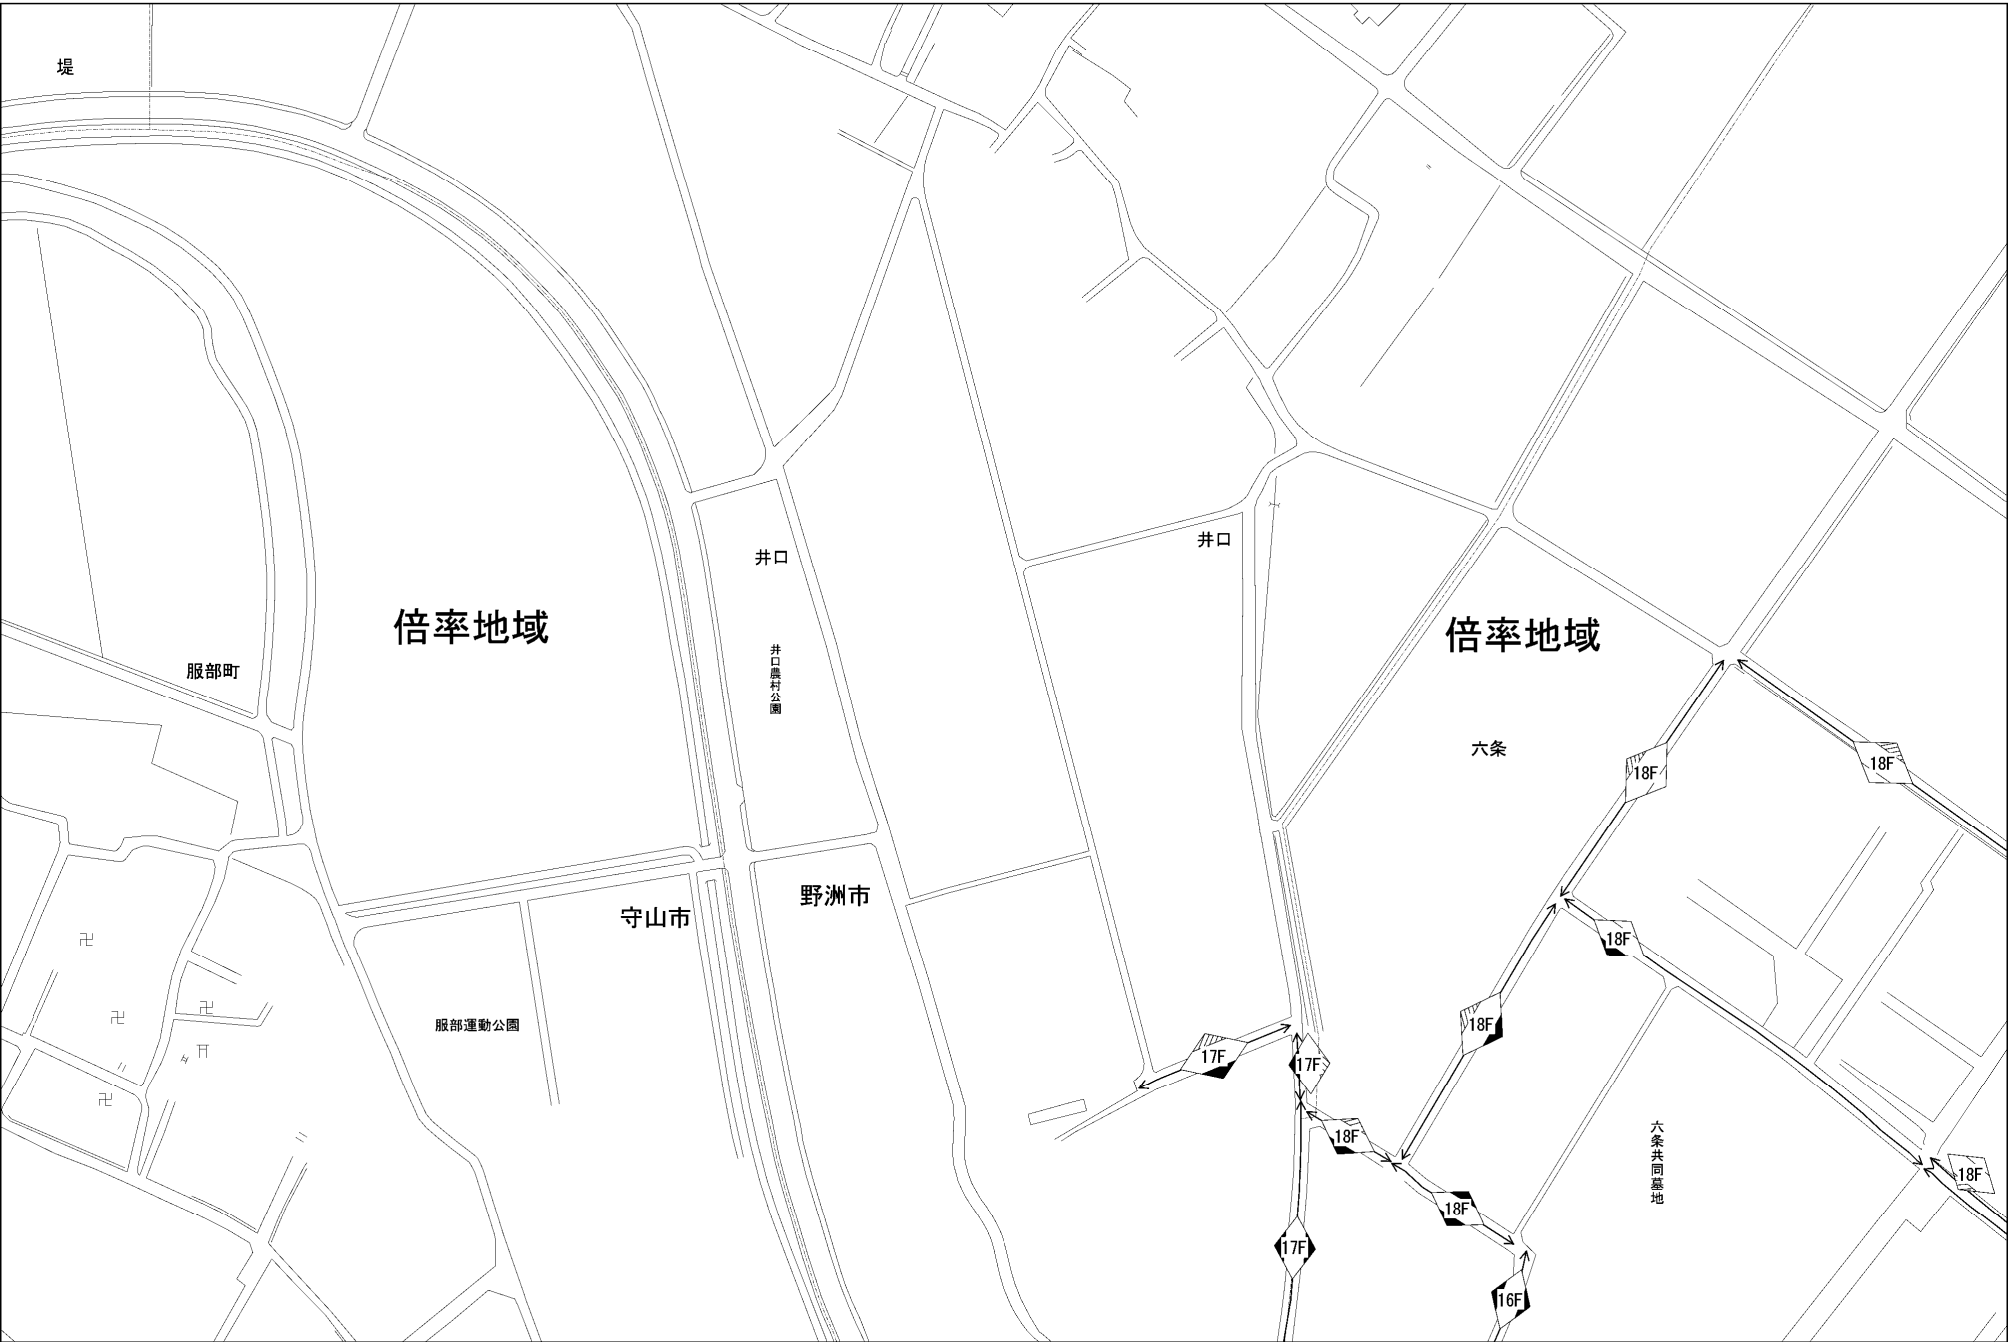 堤
井口
井口
倍率地域
倍率地域
服部町
井口農村公園
六条
18F
18F
野洲市
守山市
18F
服部運動公園
18F
17F
17F
18F
六条共同墓地
18F
18F
17F
16F